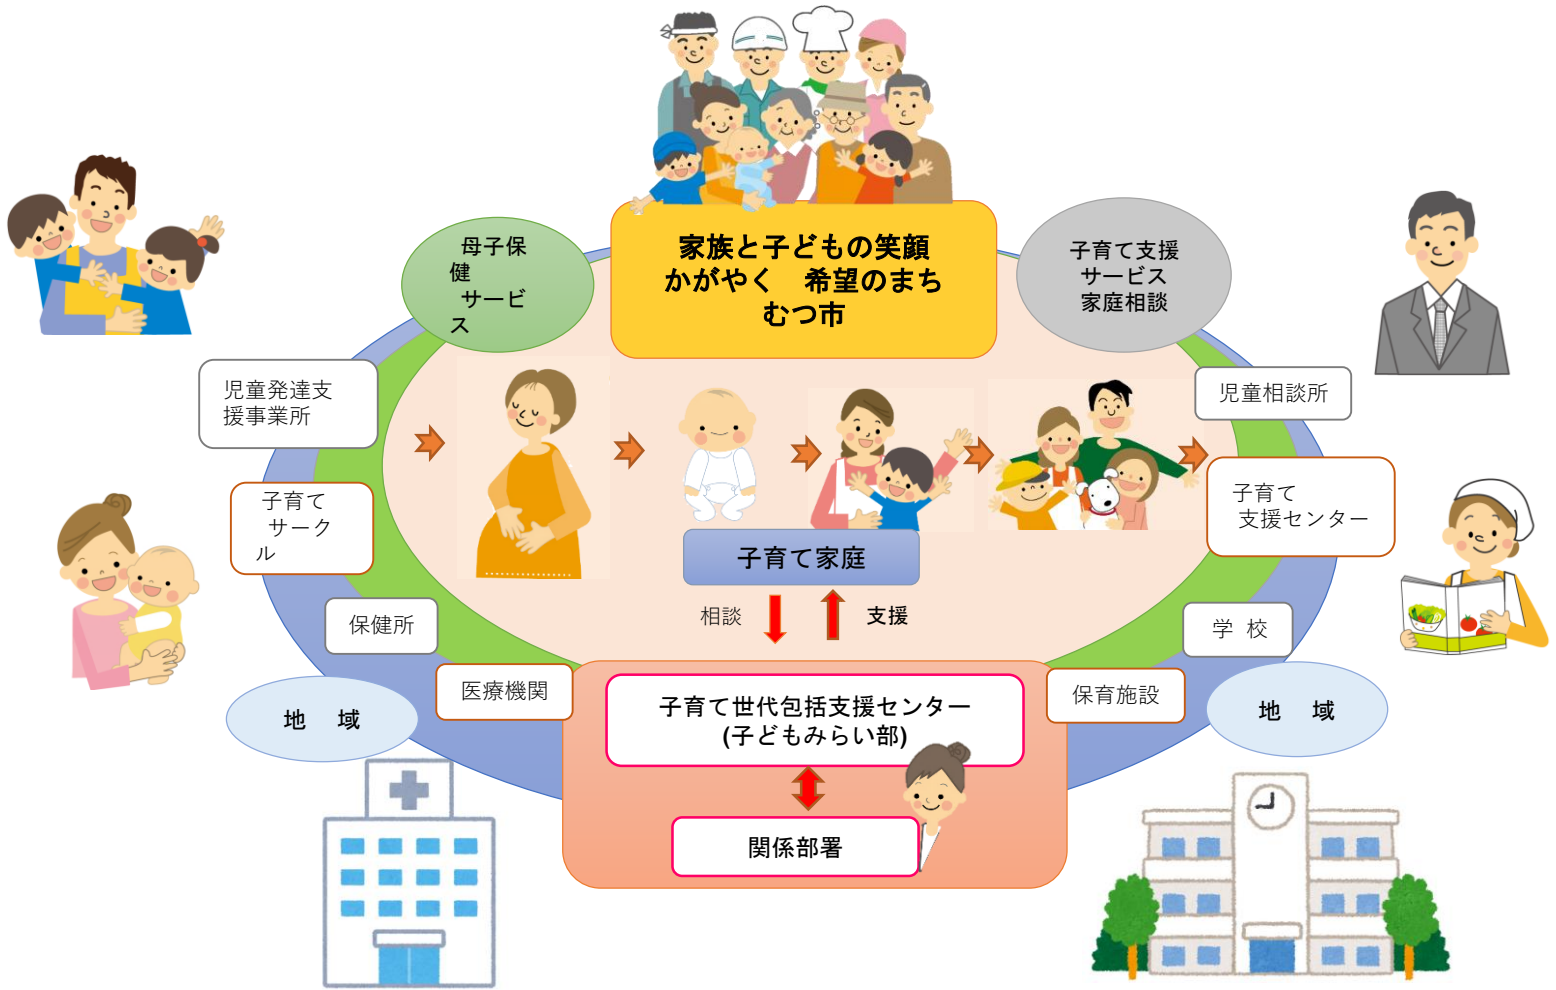 家族と子どもの笑顔
かがやく　希望のまち
むつ市
母子保
健
サービ
ス
子育て支援
サービス
家庭相談
児童発達支
援事業所
児童相談所
子育て
サーク
ル
子育て
支援センター
子育て家庭
相談
支援
保健所
学 校
医療機関
保育施設
地　域
地　域
子育て世代包括支援センター
(子どもみらい部)
関係部署